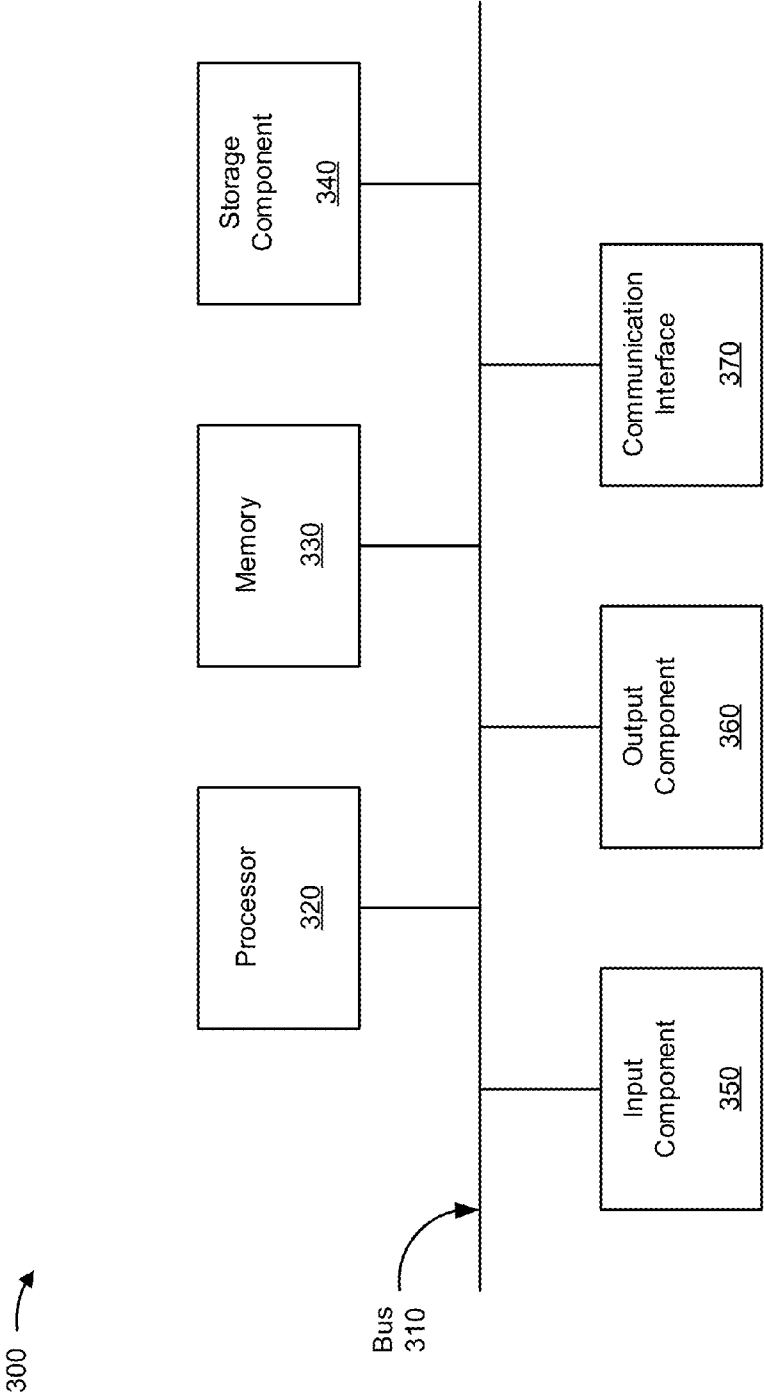 300
Bus
310
Processor
320
Memory
330
Storage
Component
340
Input
Component
350
Output
Component
360
Communication
Interface
370